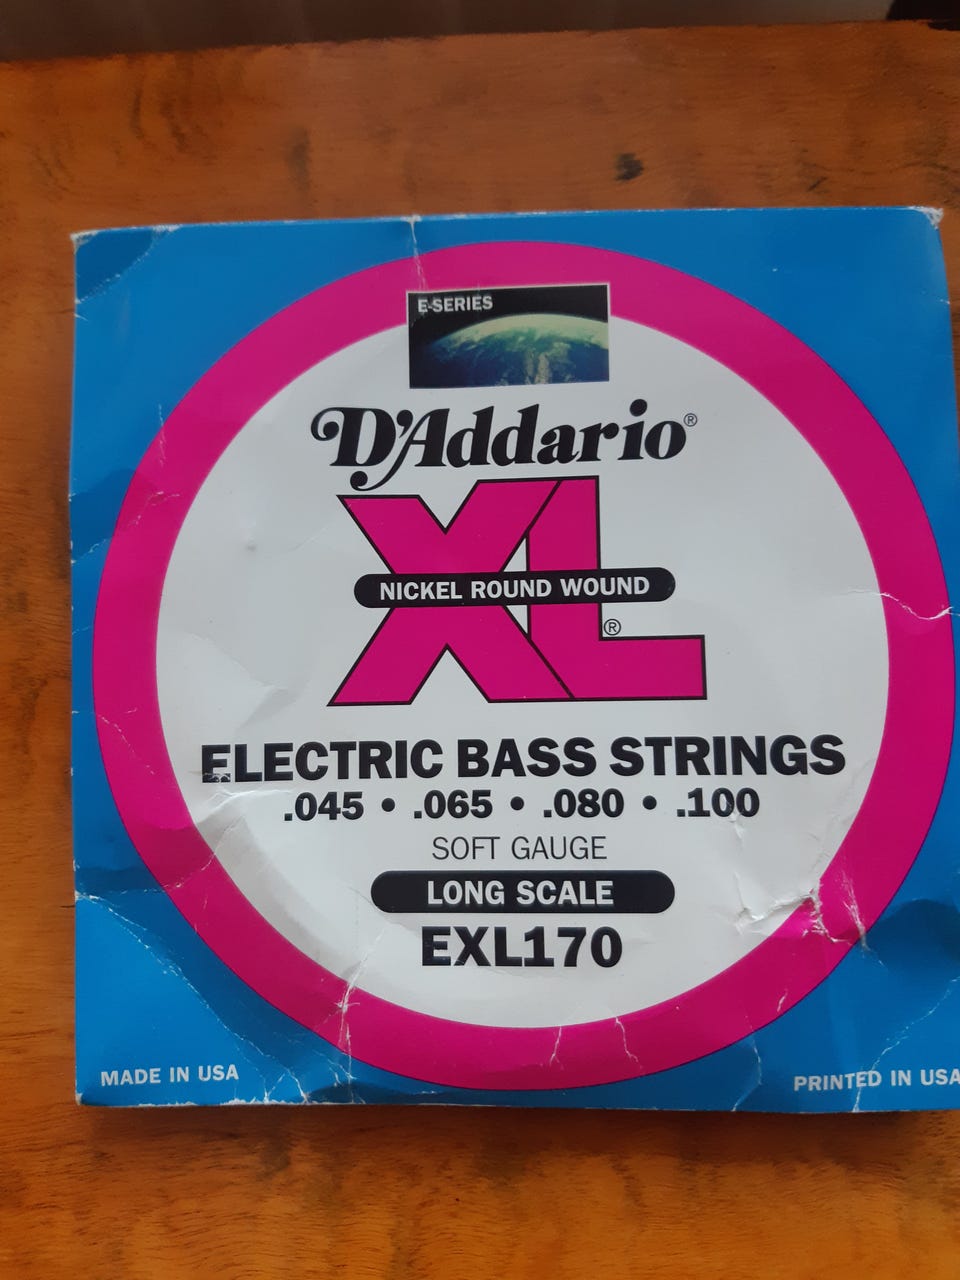 E-SERIES
D'Addario®
XL
NICKEL ROUND WOUND
®
ELECTRIC BASS STRINGS
.045 • .065 • .080 • .100
SOFT GAUGE
LONG SCALE
EXL170
MADE IN USA
PRINTED IN USA